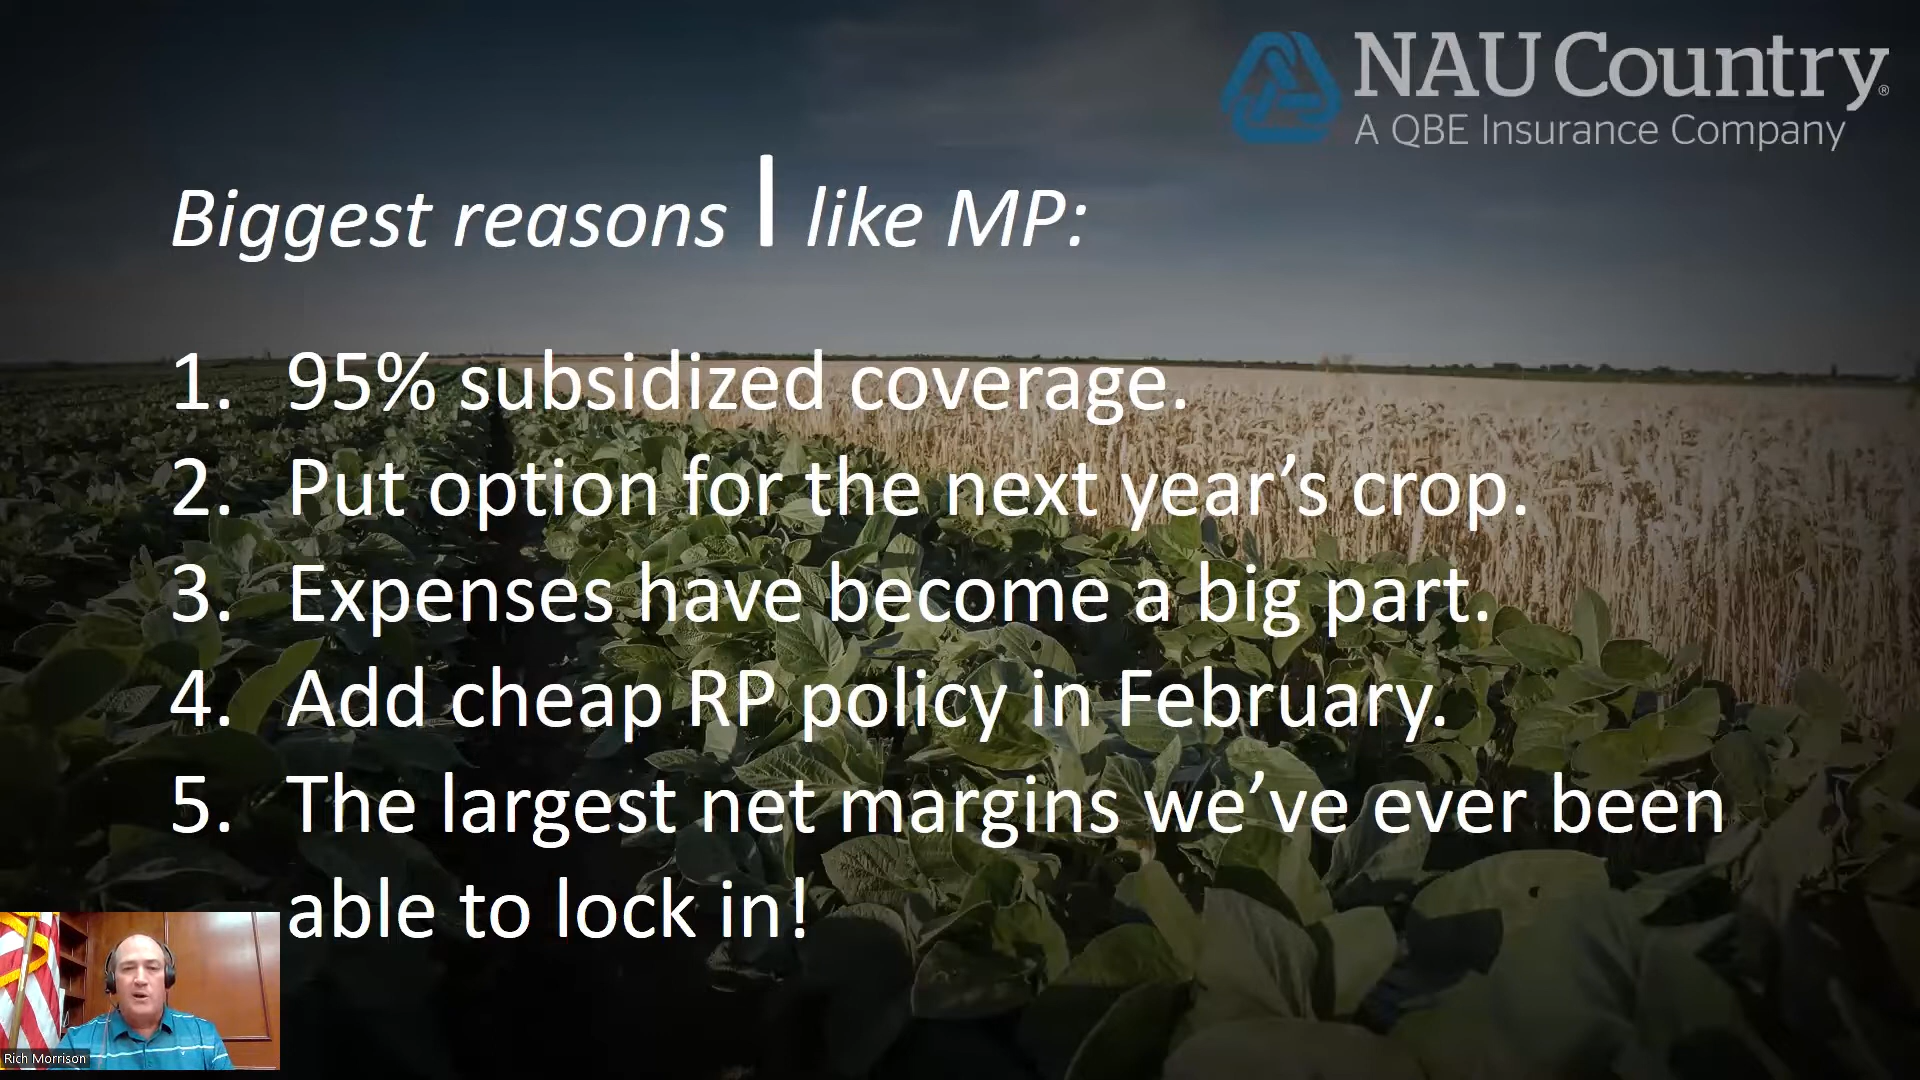 NAU Country®
A QBE Insurance Company
Biggest reasons I like MP:
1. 95% subsidized coverage.
2. Put option for the next year’s crop.
3. Expenses have become a big part.
4. Add cheap RP policy in February.
5. The largest net margins we’ve ever been
able to lock in!
Rich Morrison